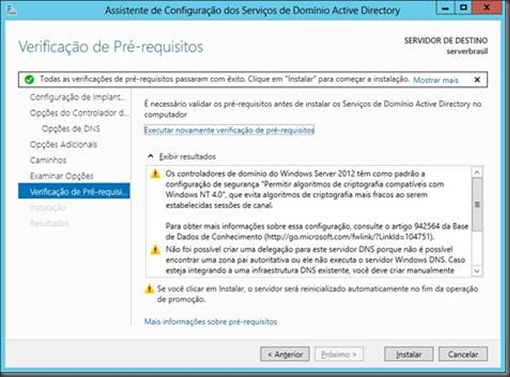 Assistente de Configuração dos Serviços de Domínio Active Directory
Verificação de Pré-requisitos
SERVIDOR DE DESTINO
serverbrasil
Todas as verificações de pré-requisitos passaram com êxito. Clique em "Instalar" para começar a instalação. Mostrar mais
Configuração de Implant...
Opções do Controlador d...
Opções de DNS
Opções Adicionais
Caminhos
Examinar Opções
Verificação de Pré-requisi...
Instalação
Resultados
É necessário validar os pré-requisitos antes de instalar os Serviços de Domínio Active Directory no
computador
Executar novamente verificação de pré-requisitos
Exibir resultados
Os controladores de domínio do Windows Server 2012 têm como padrão a
configuração de segurança "Permitir algoritmos de criptografia compatíveis com
Windows NT 4.0", que evita algoritmos de criptografia mais fracos ao serem
estabelecidas sessões de canal.
Para obter mais informações sobre essa configuração, consulte o artigo 942564 da Base
de Dados de Conhecimento (http://go.microsoft.com/fwlink/?LinkId=104751).
Não foi possível criar uma delegação para este servidor DNS porque não é possível
encontrar uma zona pai autoritativa ou ele não executa o servidor Windows DNS. Caso
esteja integrando a uma infraestrutura DNS existente, você deve criar manualmente
Se você clicar em Instalar, o servidor será reinicializado automaticamente no fim da operação
de promoção.
Mais informações sobre pré-requisitos
< Anterior
Próximo >
Instalar
Cancelar